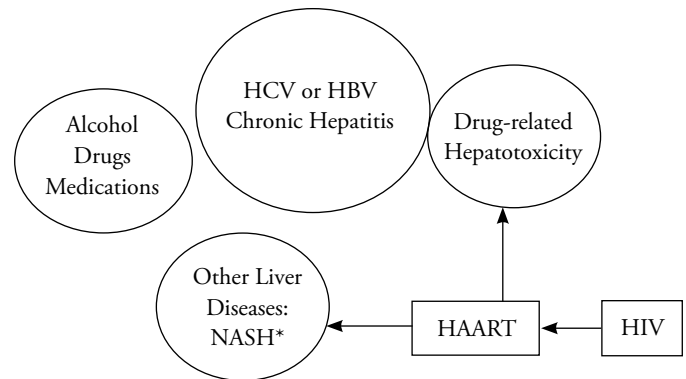 HCV or HBV
Chronic Hepatitis
Alcohol
Drugs
Medications
Drug-related
Hepatotoxicity
Other Liver
Diseases:
NASH*
HAART
HIV